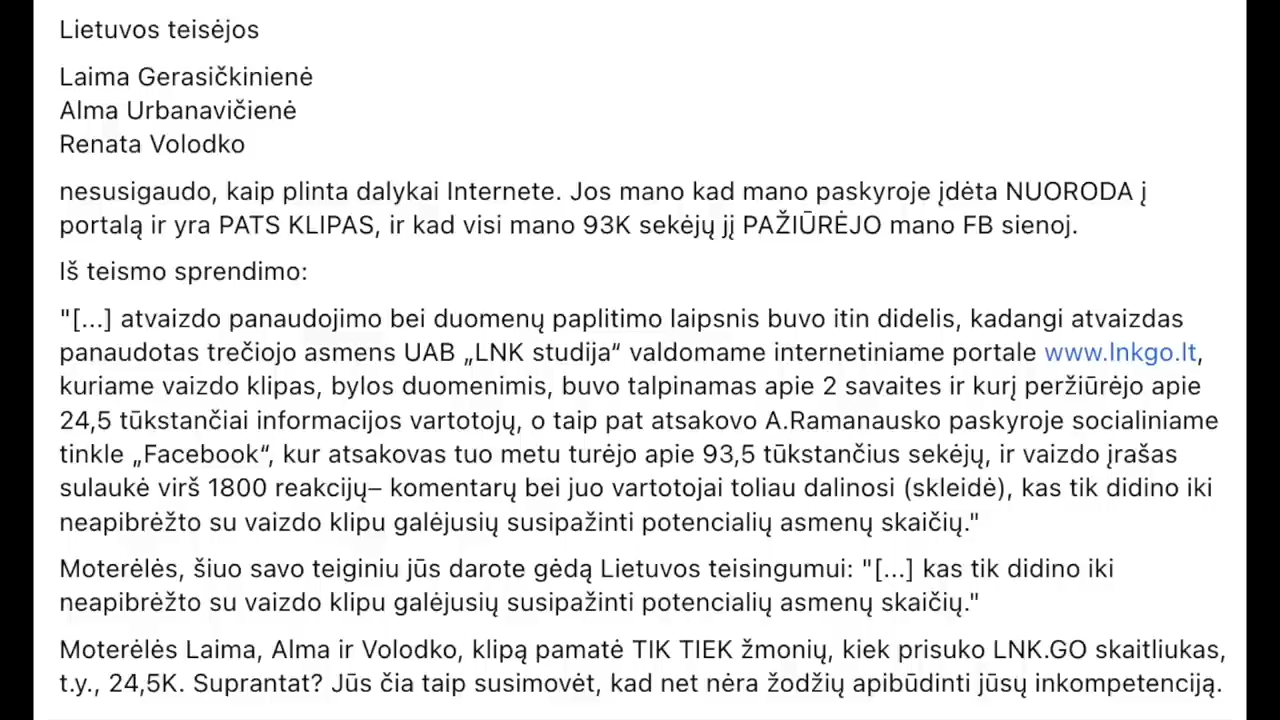 Lietuvos teisėjos
Laima Gerasičkinienė
Alma Urbanavičienė
Renata Volodko
nesusigaudo, kaip plinta dalykai Internete. Jos mano kad mano paskyroje įdėta NUORODA į
portalą ir yra PATS KLIPAS, ir kad visi mano 93K sekėjų jį PAŽIŪRĖJO mano FB sienoj.
Iš teismo sprendimo:
"[...] atvaizdo panaudojimo bei duomenų paplitimo laipsnis buvo itin didelis, kadangi atvaizdas
panaudotas trečiojo asmens UAB „LNK studija“ valdomame internetiniame portale www.lnkgo.lt,
kuriame vaizdo klipas, bylos duomenimis, buvo talpinamas apie 2 savaites ir kurį peržiūrėjo apie
24,5 tūkstančiai informacijos vartotojų, o taip pat atsakovo A.Ramanausko paskyroje socialiniame
tinkle „Facebook“, kur atsakovas tuo metu turėjo apie 93,5 tūkstančius sekėjų, ir vaizdo įrašas
sulaukė virš 1800 reakcijų– komentarų bei juo vartotojai toliau dalinosi (skleidė), kas tik didino iki
neapibrėžto su vaizdo klipu galėjusių susipažinti potencialių asmenų skaičių."
Moterėlės, šiuo savo teiginiu jūs darote gėdą Lietuvos teisingumui: "[...] kas tik didino iki
neapibrėžto su vaizdo klipu galėjusių susipažinti potencialių asmenų skaičių."
Moterėlės Laima, Alma ir Volodko, klipą pamatė TIK TIEK žmonių, kiek prisuko LNK.GO skaitliukas,
t.y., 24,5K. Suprantat? Jūs čia taip susimovėt, kad net nėra žodžių apibūdinti jūsų inkompetenciją.